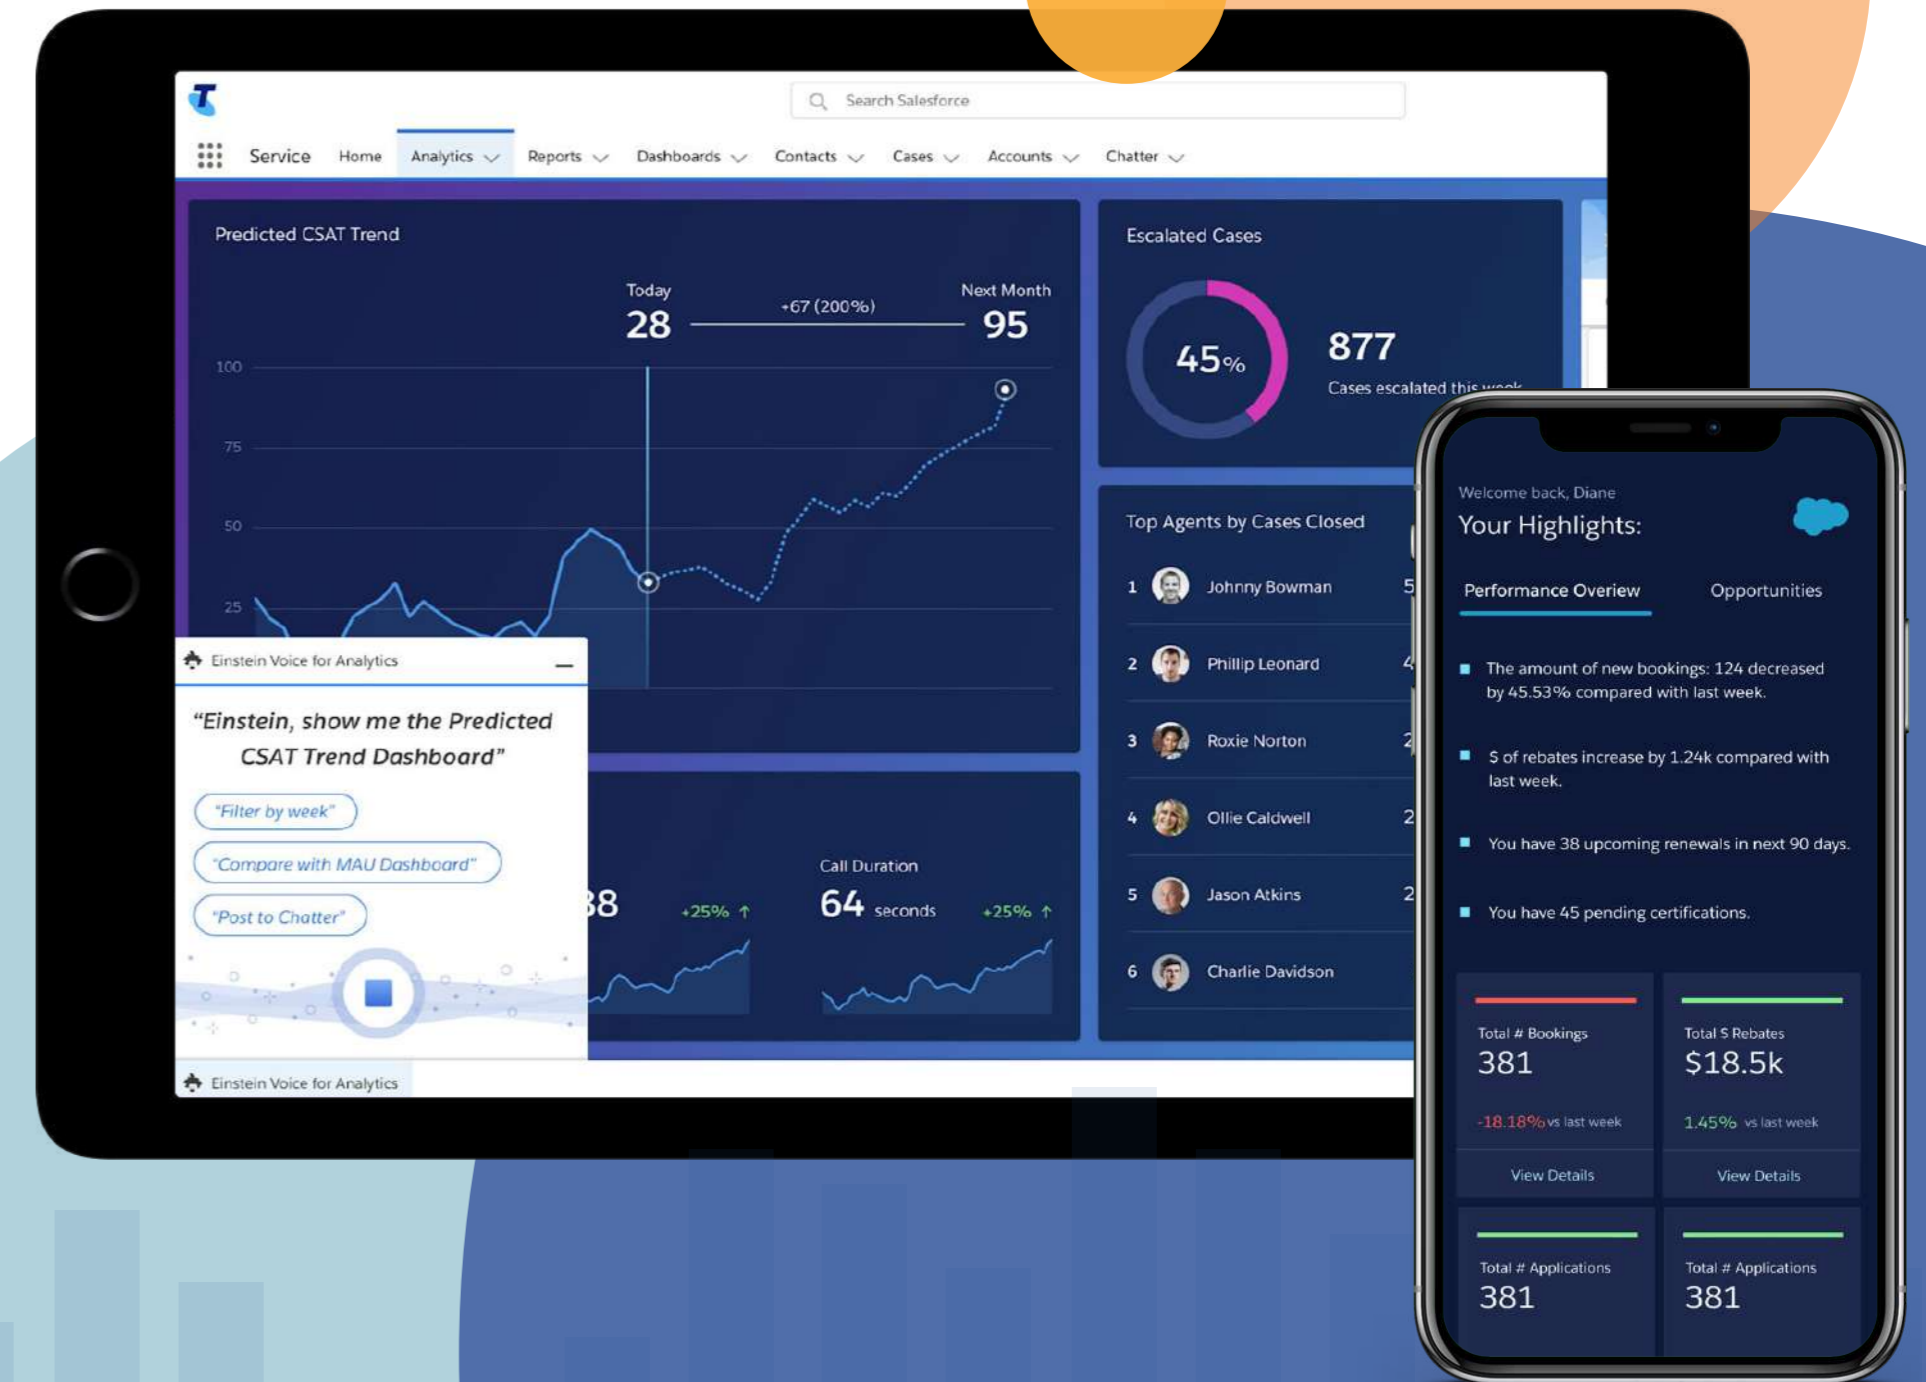 Search Salesforce
Service Home Analytics Reports Dashboards Contacts Cases Accounts Chatter
Predicted CSAT Trend
Today
28
+67 (200%)
Next Month
95
100
75
50
25
Einstein Voice for Analytics
“Einstein, show me the Predicted
CSAT Trend Dashboard”
“Filter by week”
“Compare with MAU Dashboard”
“Post to Chatter”
Einstein Voice for Analytics
+25% ↑
Call Duration
64 seconds
+25% ↑
Escalated Cases
45%
877
Cases escalated this week
Top Agents by Cases Closed
1 Johnny Bowman
2 Phillip Leonard
3 Roxie Norton
4 Ollie Caldwell
5 Jason Atkins
6 Charlie Davidson
Welcome back, Diane
Your Highlights:
Performance Overiew Opportunities
The amount of new bookings: 124 decreased
by 45.53% compared with last week.
$ of rebates increase by 1.24k compared with
last week.
You have 38 upcoming renewals in next 90 days.
You have 45 pending certifications.
Total # Bookings
381
-18.18% vs last week
View Details
Total $ Rebates
$18.5k
1.45% vs last week
View Details
Total # Applications
381
Total # Applications
381